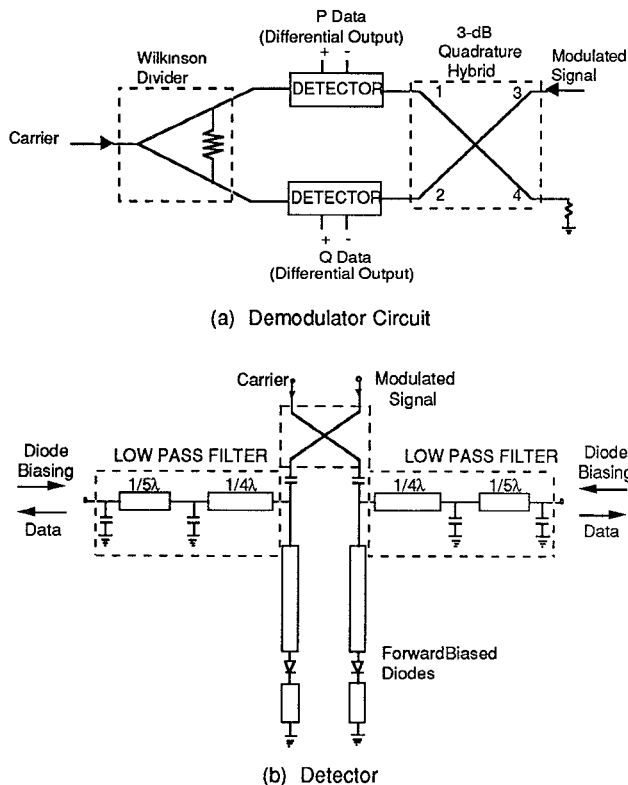 P Data
(Differential Output)
+ -
3-dB
Quadrature
Hybrid
Wilkinson
Divider
Modulated
Signal
DETECTOR
1
3
Carrier
DETECTOR
2
4
+ -
Q Data
(Differential Output)
(a) Demodulator Circuit
Carrier
Modulated
Signal
Diode
Biasing
LOW PASS FILTER
LOW PASS FILTER
Diode
Biasing
1/5λ
1/4λ
1/4λ
1/5λ
Data
Data
ForwardBiased
Diodes
(b) Detector